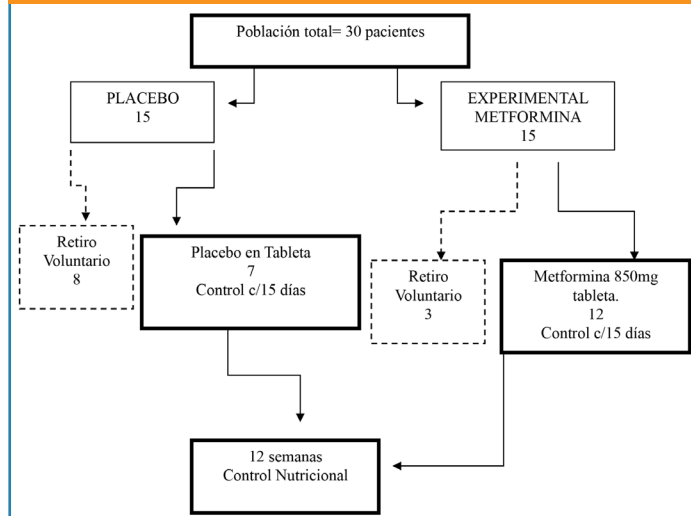 Población total= 30 pacientes
PLACEBO
15
EXPERIMENTAL
METFORMINA
15
Retiro
Voluntario
8
Placebo en Tableta
7
Control c/15 días
Retiro
Voluntario
3
Metformina 850mg
tableta.
12
Control c/15 días
12 semanas
Control Nutricional